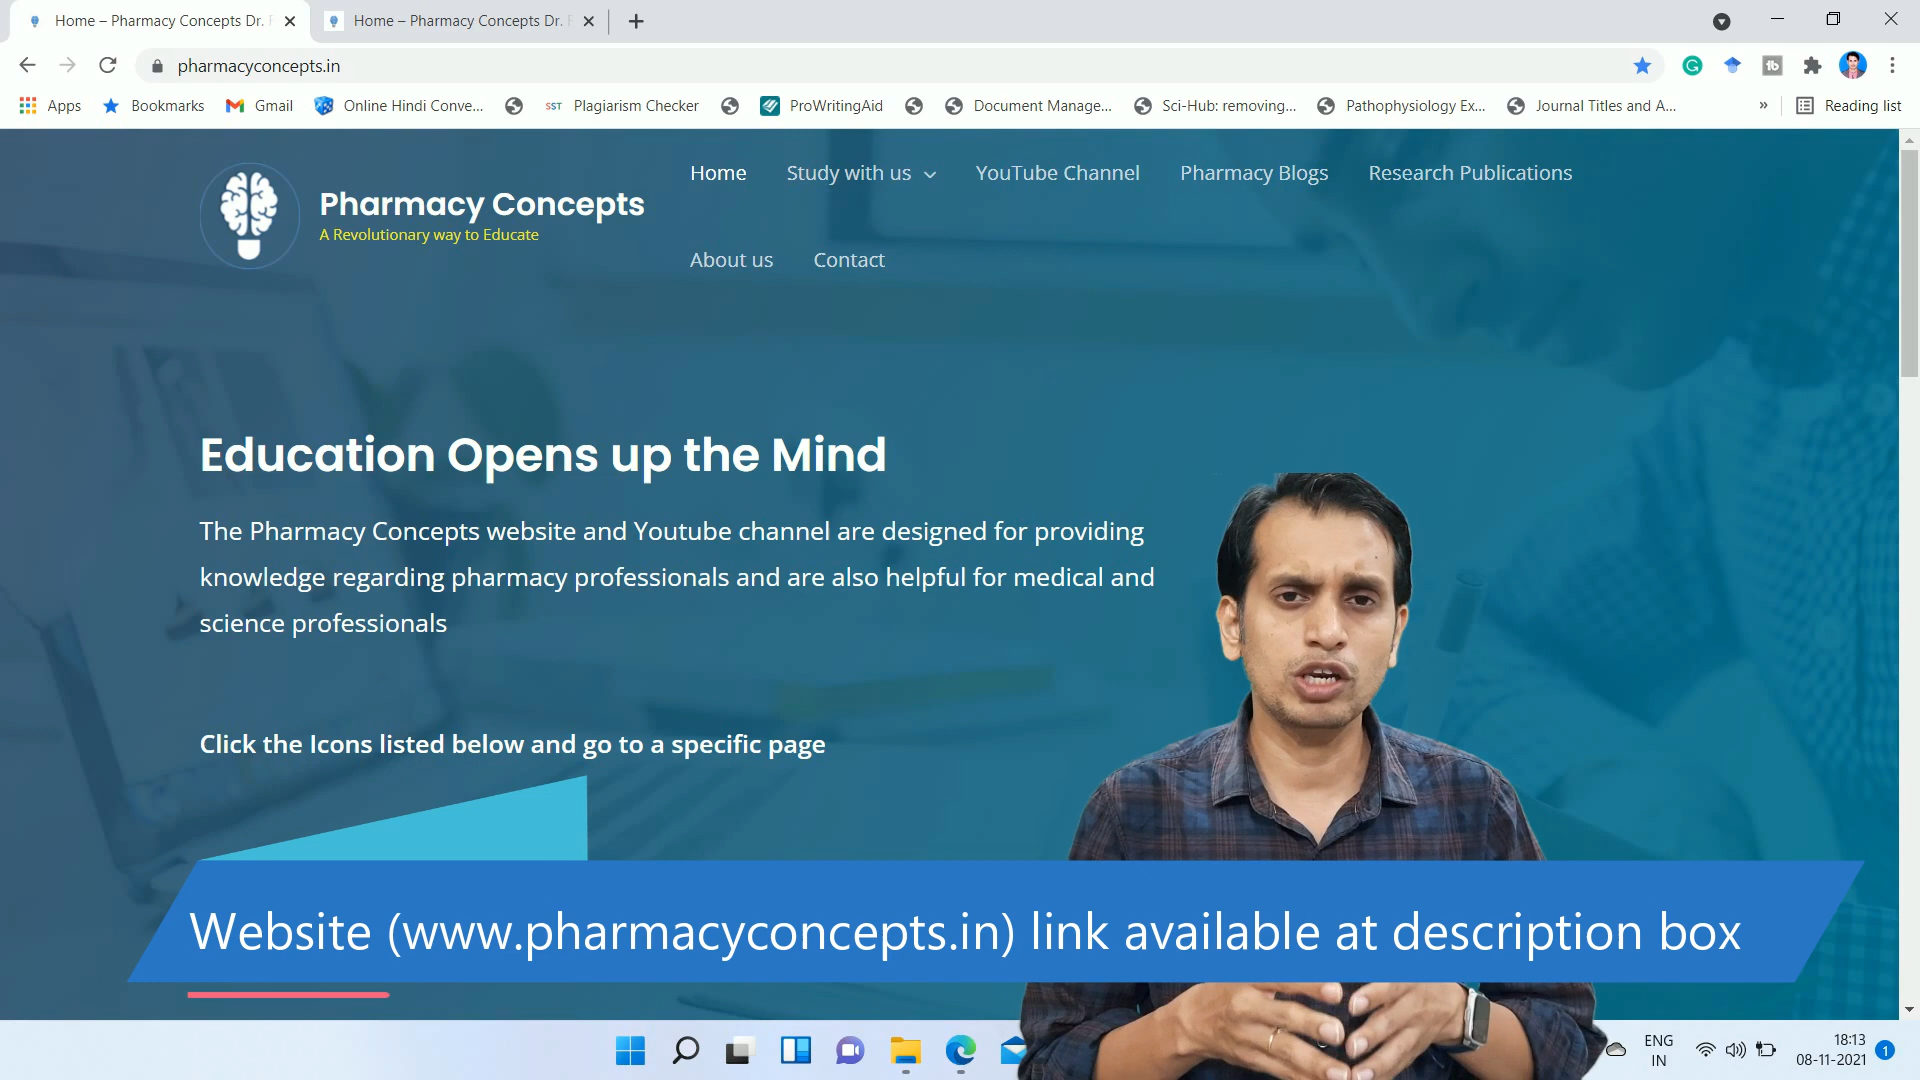 Home – Pharmacy Concepts Dr.
Home – Pharmacy Concepts Dr.
pharmacyconcepts.in
Apps
Bookmarks
Gmail
Online Hindi Conve...
SST
Plagiarism Checker
ProWritingAid
Document Manage...
Sci-Hub: removing...
Pathophysiology Ex...
Journal Titles and A...
»
Reading list
Pharmacy Concepts
A Revolutionary way to Educate
Home
Study with us
YouTube Channel
Pharmacy Blogs
Research Publications
About us
Contact
Education Opens up the Mind
The Pharmacy Concepts website and Youtube channel are designed for providing
knowledge regarding pharmacy professionals and are also helpful for medical and
science professionals
Click the Icons listed below and go to a specific page
Website (www.pharmacyconcepts.in) link available at description box
ENG
IN
18:13
08-11-2021
1